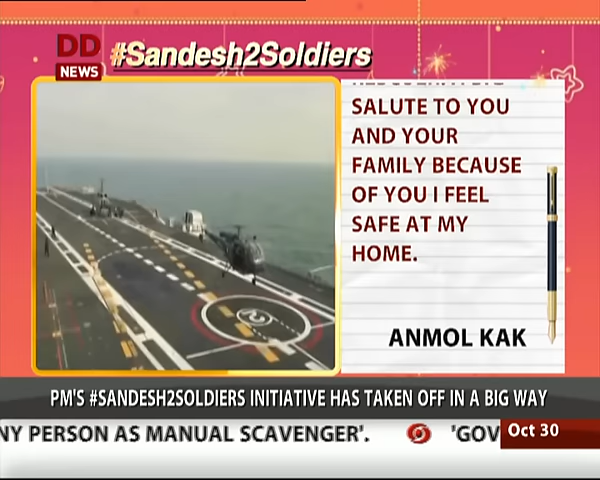 DD
NEWS
#Sandesh2Soldiers
SALUTE TO YOU
AND YOUR
FAMILY BECAUSE
OF YOU I FEEL
SAFE AT MY
HOME.
ANMOL KAK
2
PM'S #SANDESH2SOLDIERS INITIATIVE HAS TAKEN OFF IN A BIG WAY
NY PERSON AS MANUAL SCAVENGER'. 'GOV
Oct 30